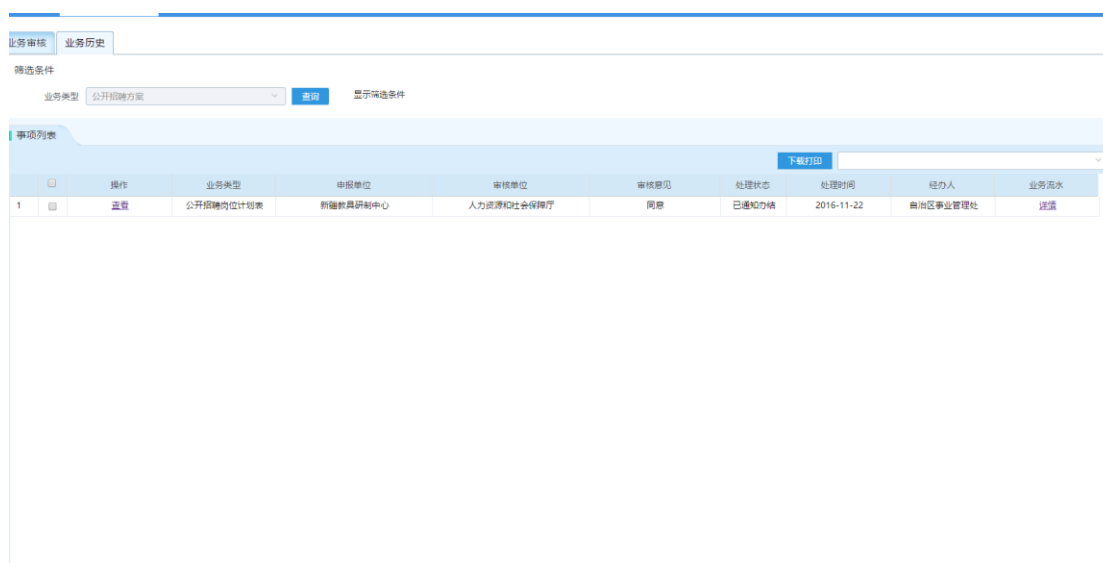 业务审核 业务历史
筛选条件
业务类型 公开招聘方案 查询 显示筛选条件
事项列表
下载打印
操作 业务类型 申报单位 审核单位 审核意见 处理状态 处理时间 经办人 业务流水
1 查看 公开招聘岗位计划表 新疆教具研制中心 人力资源和社会保障厅 同意 已通知办结 2016-11-22 自治区事业管理处 详情